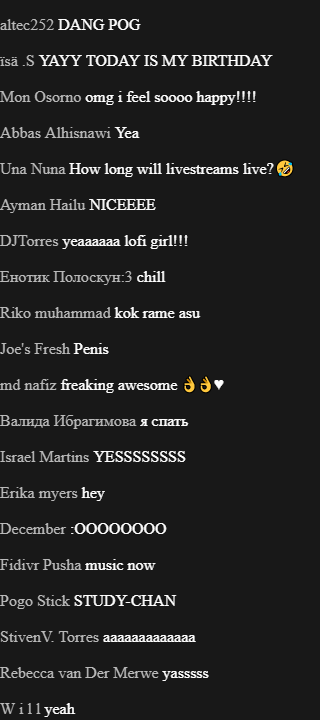 altec252 DANG POG
ïsä .S YAYY TODAY IS MY BIRTHDAY
Mon Osorno omg i feel soooo happy!!!!
Abbas Alhisnawi Yea
Una Nuna How long will livestreams live?🤣
Ayman Hailu NICEEEE
DJTorres yeaaaaaa lofi girl!!!
Енотик Полоскун:3 chill
Riko muhammad kok rame asu
Joe's Fresh Penis
md nafiz freaking awesome 👌👌♥
Валида Ибрагимова я спать
Israel Martins YESSSSSSSS
Erika myers hey
December :OOOOOOOO
Fidivr Pusha music now
Pogo Stick STUDY-CHAN
StivenV. Torres aaaaaaaaaaaaa
Rebecca van Der Merwe yasssss
W i l l yeah